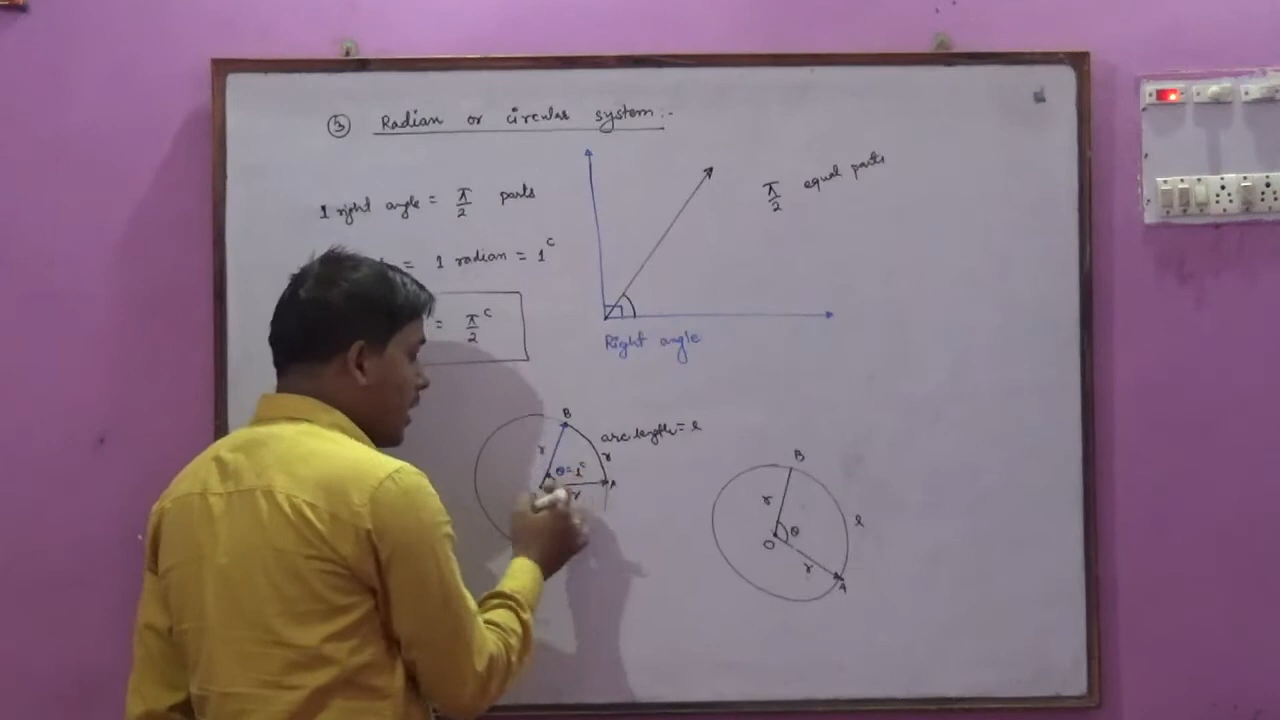 ③ Radian or circular system :-
1 right angle = π/2 parts
π/2 equal parts
= 1 radian = 1ᶜ
= π/2 ᶜ
Right angle
B
arc length = l
r
r
θ = 1ᶜ
A
r
B
r
l
θ
O
r
A